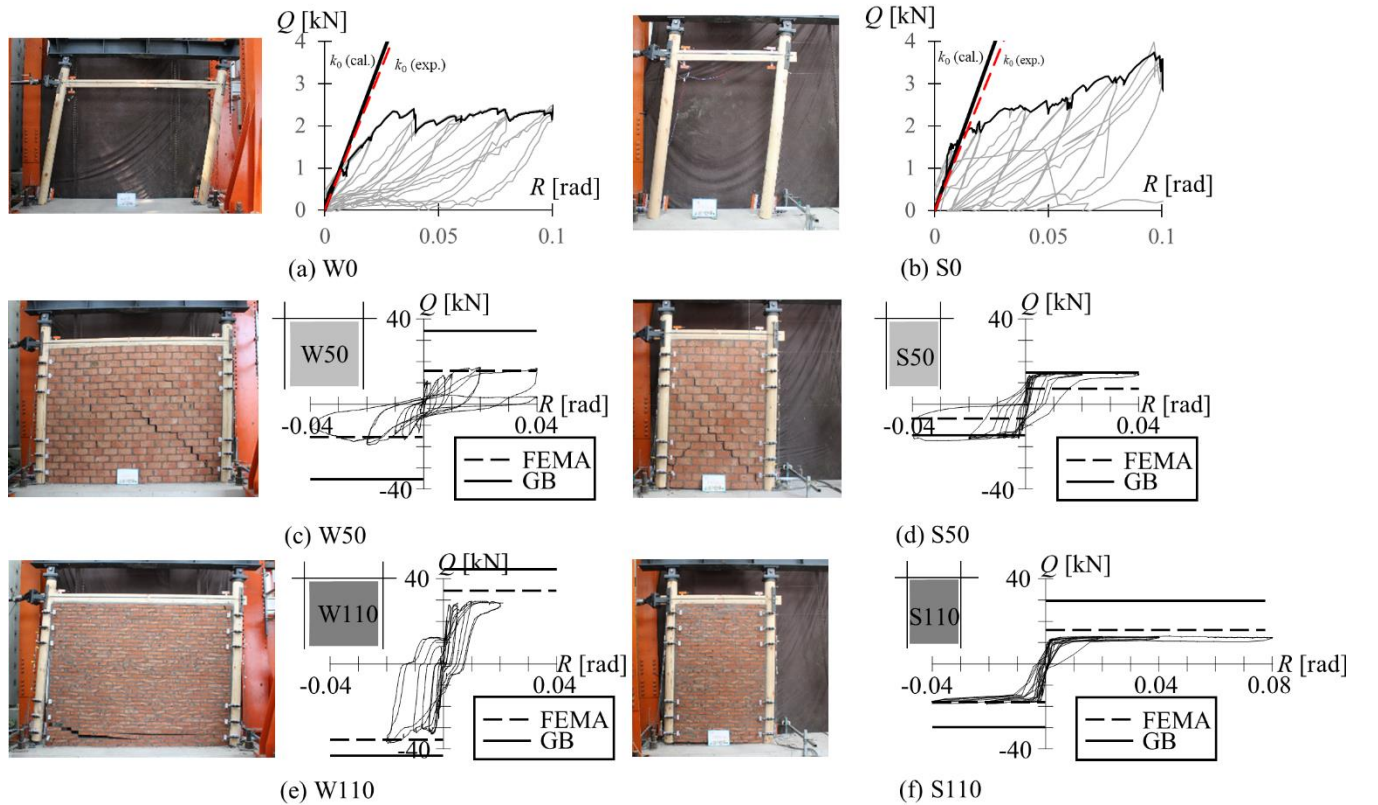 Q [kN]
4
3
2
1
0
k0 (cal.)
k0 (exp.)
R [rad]
0
0.05
0.1
(a) W0
Q [kN]
4
3
2
1
0
k0 (cal.)
k0 (exp.)
R [rad]
0
0.05
0.1
(b) S0
W50
Q [kN]
40
R [rad]
-0.04
0.04
-40
FEMA
GB
(c) W50
S50
Q [kN]
40
R [rad]
-0.04
0.04
-40
FEMA
GB
(d) S50
W110
Q [kN]
40
R [rad]
-0.04
0.04
-40
FEMA
GB
(e) W110
S110
Q [kN]
40
R [rad]
-0.04
0.04
0.08
-40
FEMA
GB
(f) S110